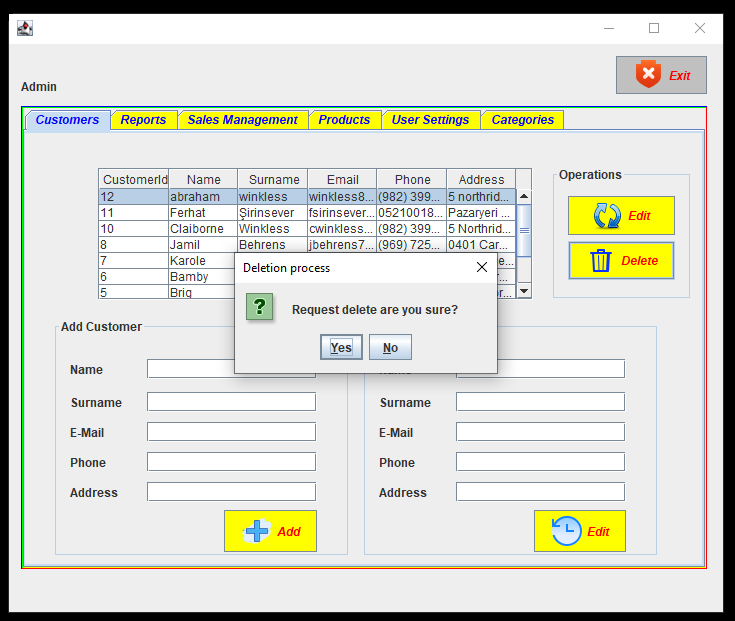 Admin
Exit
Customers Reports Sales Management Products User Settings Categories
CustomerId Name Surname Email Phone Address
12 abraham winkless winkless8... (982) 399... 5 northrid...
11 Ferhat Şirinsever fsirinsever... 05210018... Pazaryeri ...
10 Claiborne Winkless cwinkless... (982) 399... 5 Northrid...
8 Jamil Behrens jbehrens7... (969) 725... 0401 Car...
7 Karole
6 Bamby
5 Brig
Operations
Edit
Delete
Deletion process
Request delete are you sure?
Yes No
Add Customer
Name
Surname
E-Mail
Phone
Address
Add
Surname
E-Mail
Phone
Address
Edit